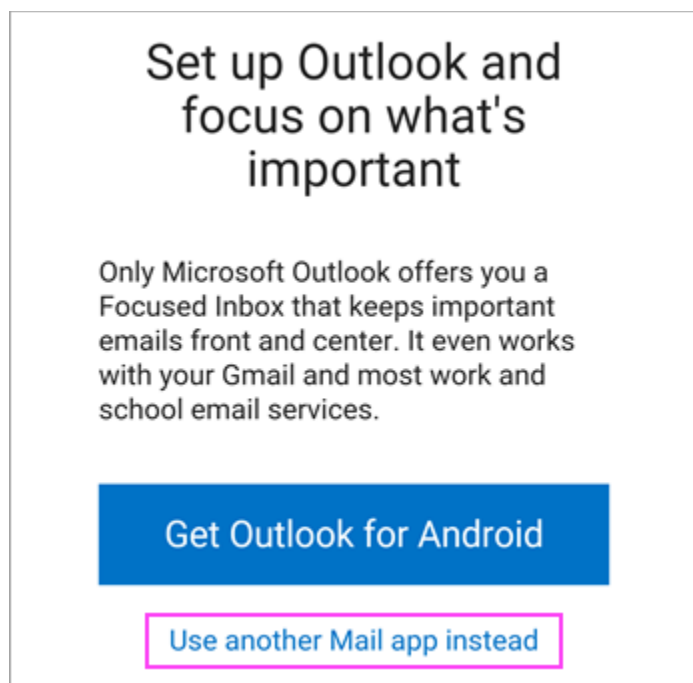 Set up Outlook and
focus on what's
important
Only Microsoft Outlook offers you a
Focused Inbox that keeps important
emails front and center. It even works
with your Gmail and most work and
school email services.
Get Outlook for Android
Use another Mail app instead